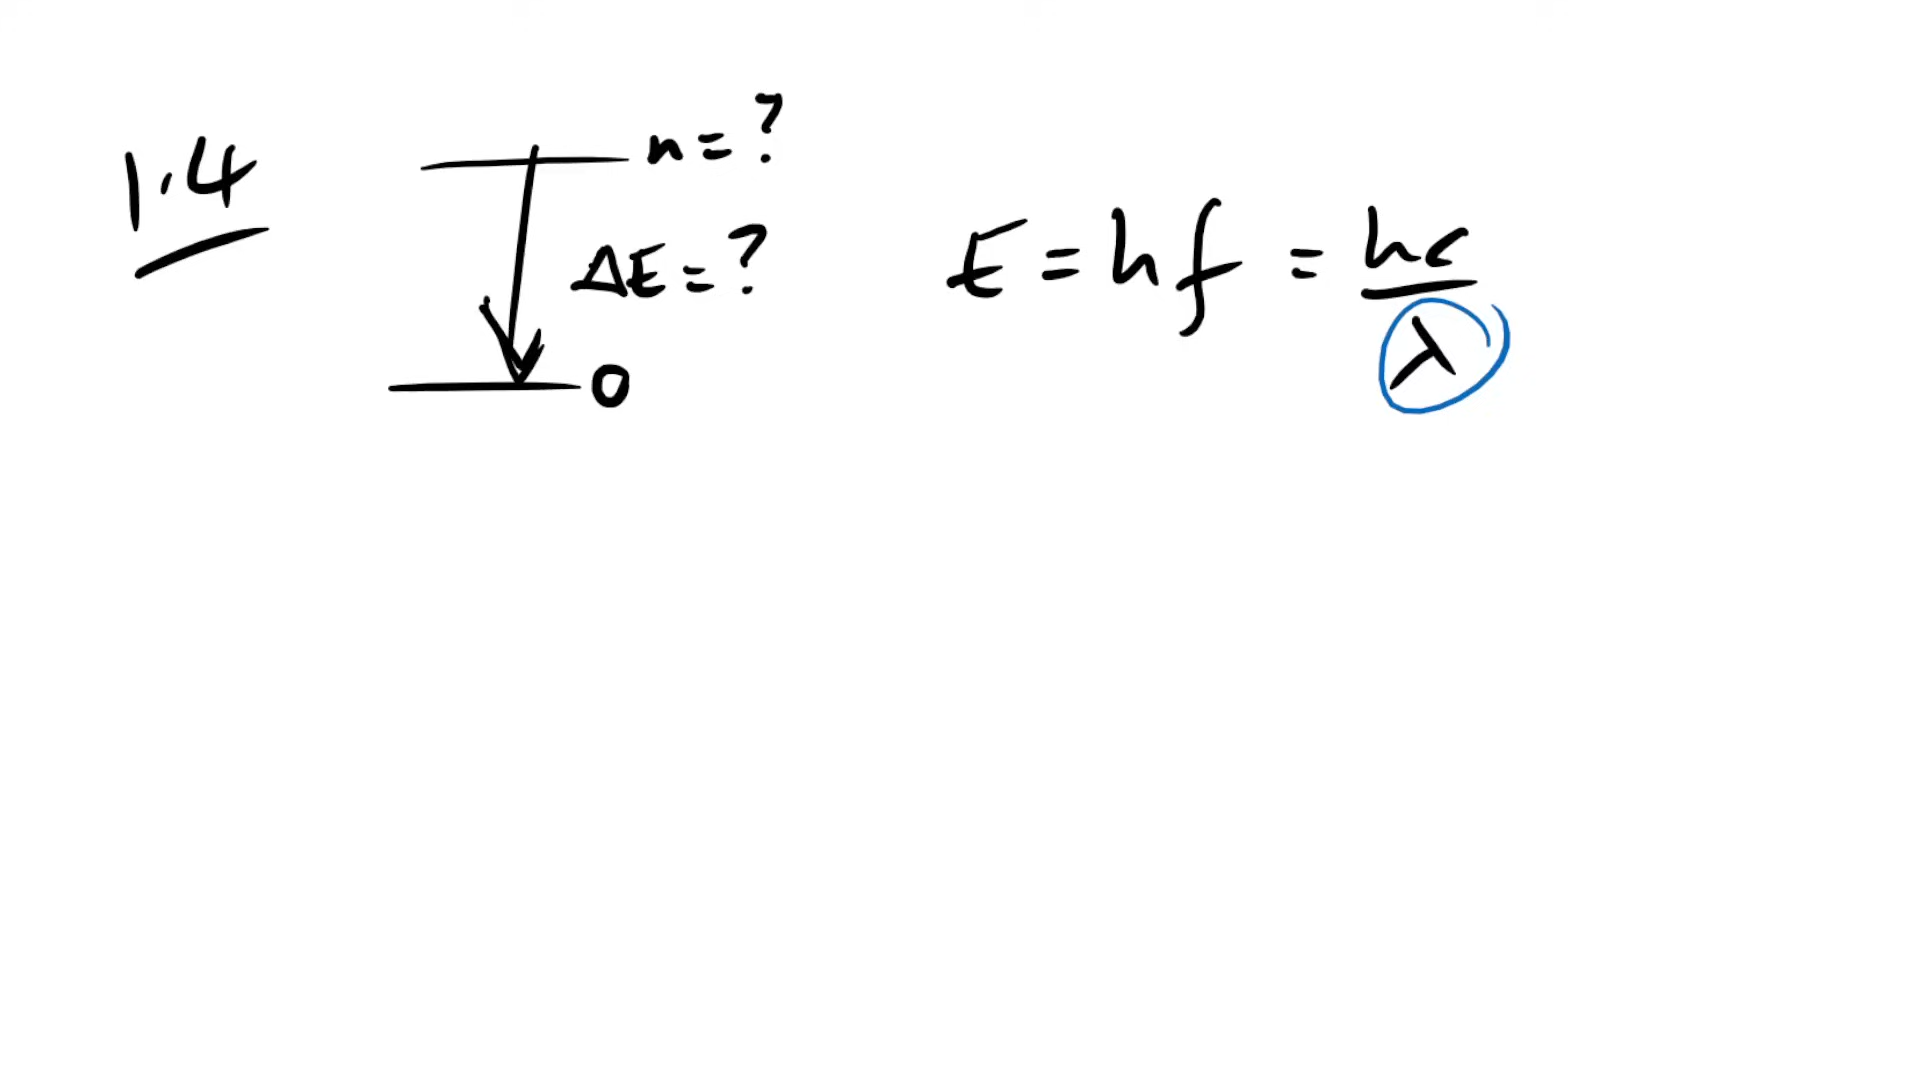 1.4
n=?
ΔE=?
0
E = hf = hc/λ